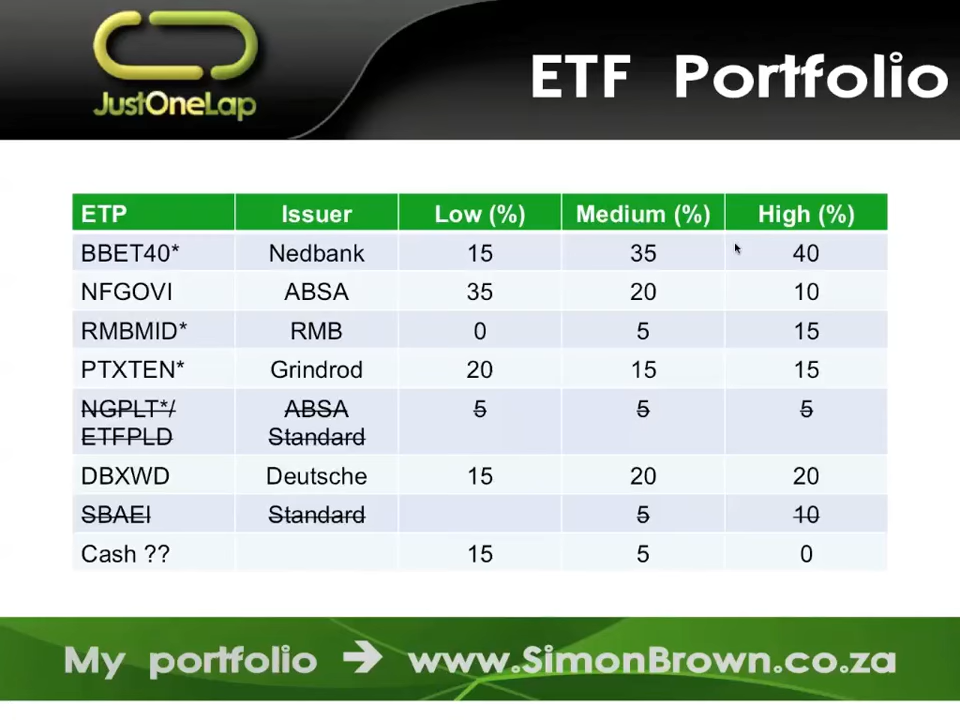 JustOneLap
ETF Portfolio
ETP Issuer Low (%) Medium (%) High (%)
BBET40* Nedbank 15 35 40
NFGOVI ABSA 35 20 10
RMBMID* RMB 0 5 15
PTXTEN* Grindrod 20 15 15
NGPLT*/ ABSA 5 5 5
ETFPLD Standard
DBXWD Deutsche 15 20 20
SBAEI Standard 5 10
Cash ?? 15 5 0
My portfolio → www.SimonBrown.co.za